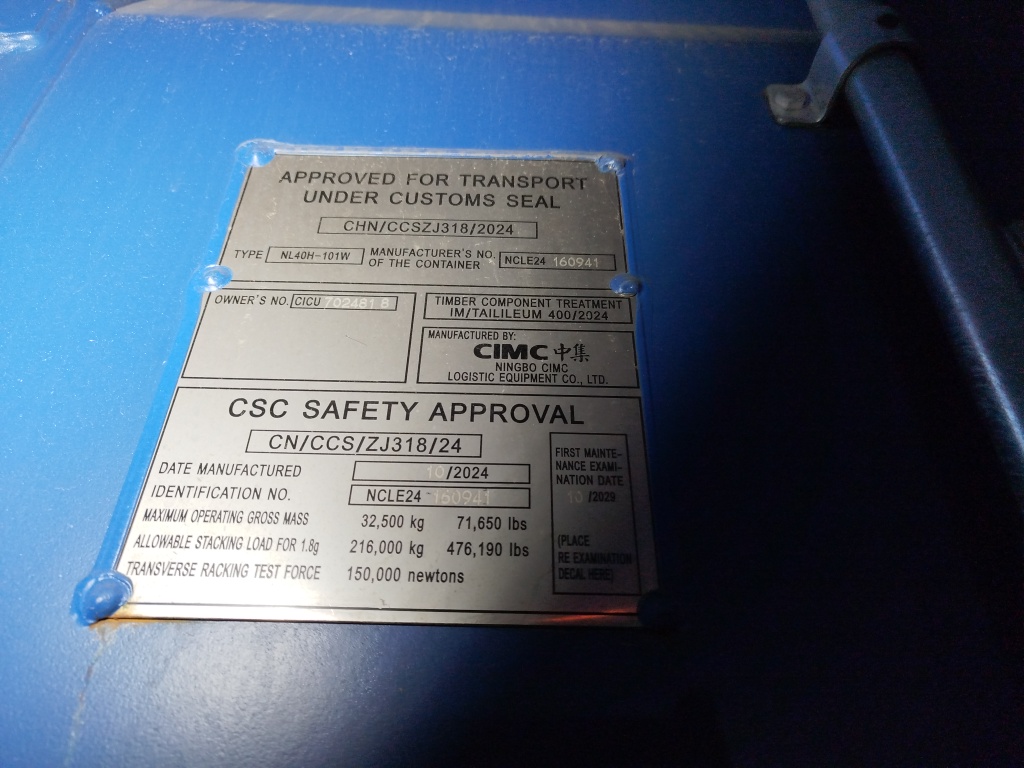 APPROVED FOR TRANSPORT
UNDER CUSTOMS SEAL
CHN/CCSZJ318/2024
TYPE NL40H-101W
MANUFACTURER'S NO.
OF THE CONTAINER NCLE24 160941
OWNER'S NO. CICU 702481 8
TIMBER COMPONENT TREATMENT
IM/TAILILEUM 400/2024
MANUFACTURED BY:
CIMC 中集
NINGBO CIMC
LOGISTIC EQUIPMENT CO., LTD.
CSC SAFETY APPROVAL
CN/CCS/ZJ318/24
DATE MANUFACTURED 10/2024
IDENTIFICATION NO. NCLE24-160941
MAXIMUM OPERATING GROSS MASS 32,500 kg 71,650 lbs
ALLOWABLE STACKING LOAD FOR 1.8g 216,000 kg 476,190 lbs
TRANSVERSE RACKING TEST FORCE 150,000 newtons
FIRST MAINTE-
NANCE EXAMI-
NATION DATE
10 /2029
(PLACE
RE EXAMINATION
DECAL HERE)